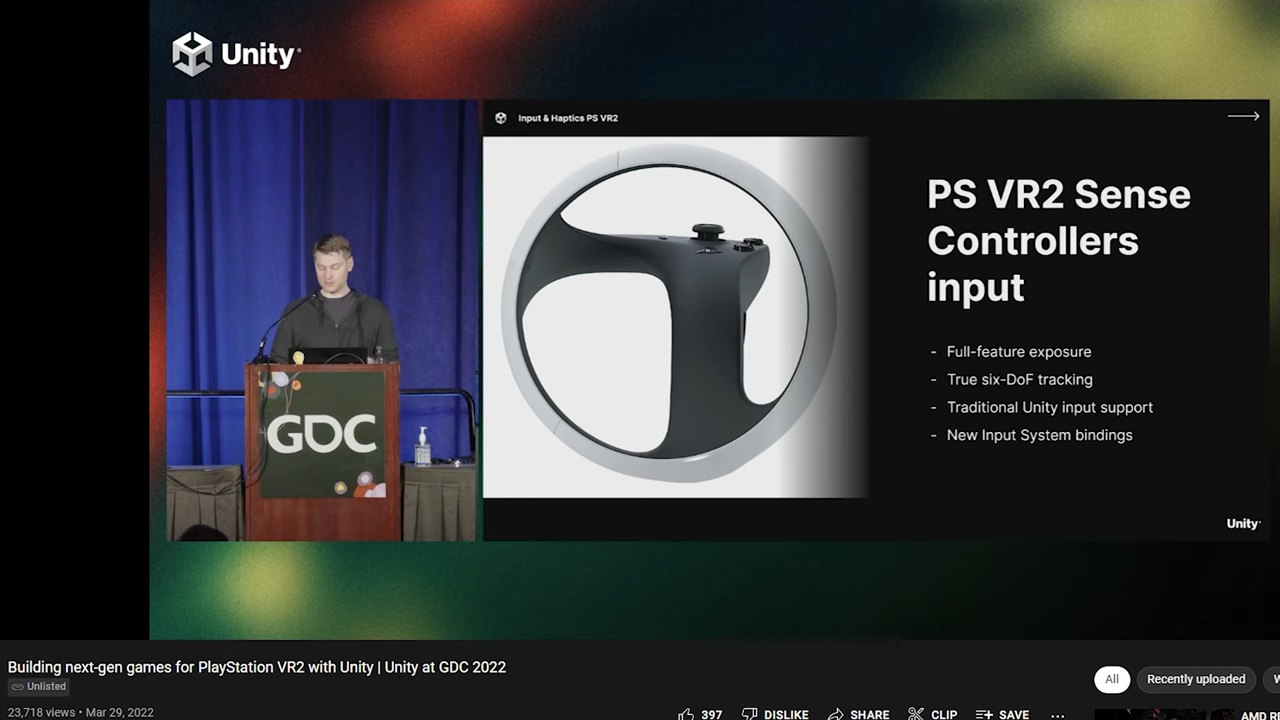 Unity
Input & Haptics PS VR2
PS VR2 Sense
Controllers
input
- Full-feature exposure
- True six-DoF tracking
- Traditional Unity input support
- New Input System bindings
GDC
Unity
Building next-gen games for PlayStation VR2 with Unity | Unity at GDC 2022
Unlisted
23,718 views • Mar 29, 2022
397 DISLIKE SHARE CLIP SAVE ...
All Recently uploaded